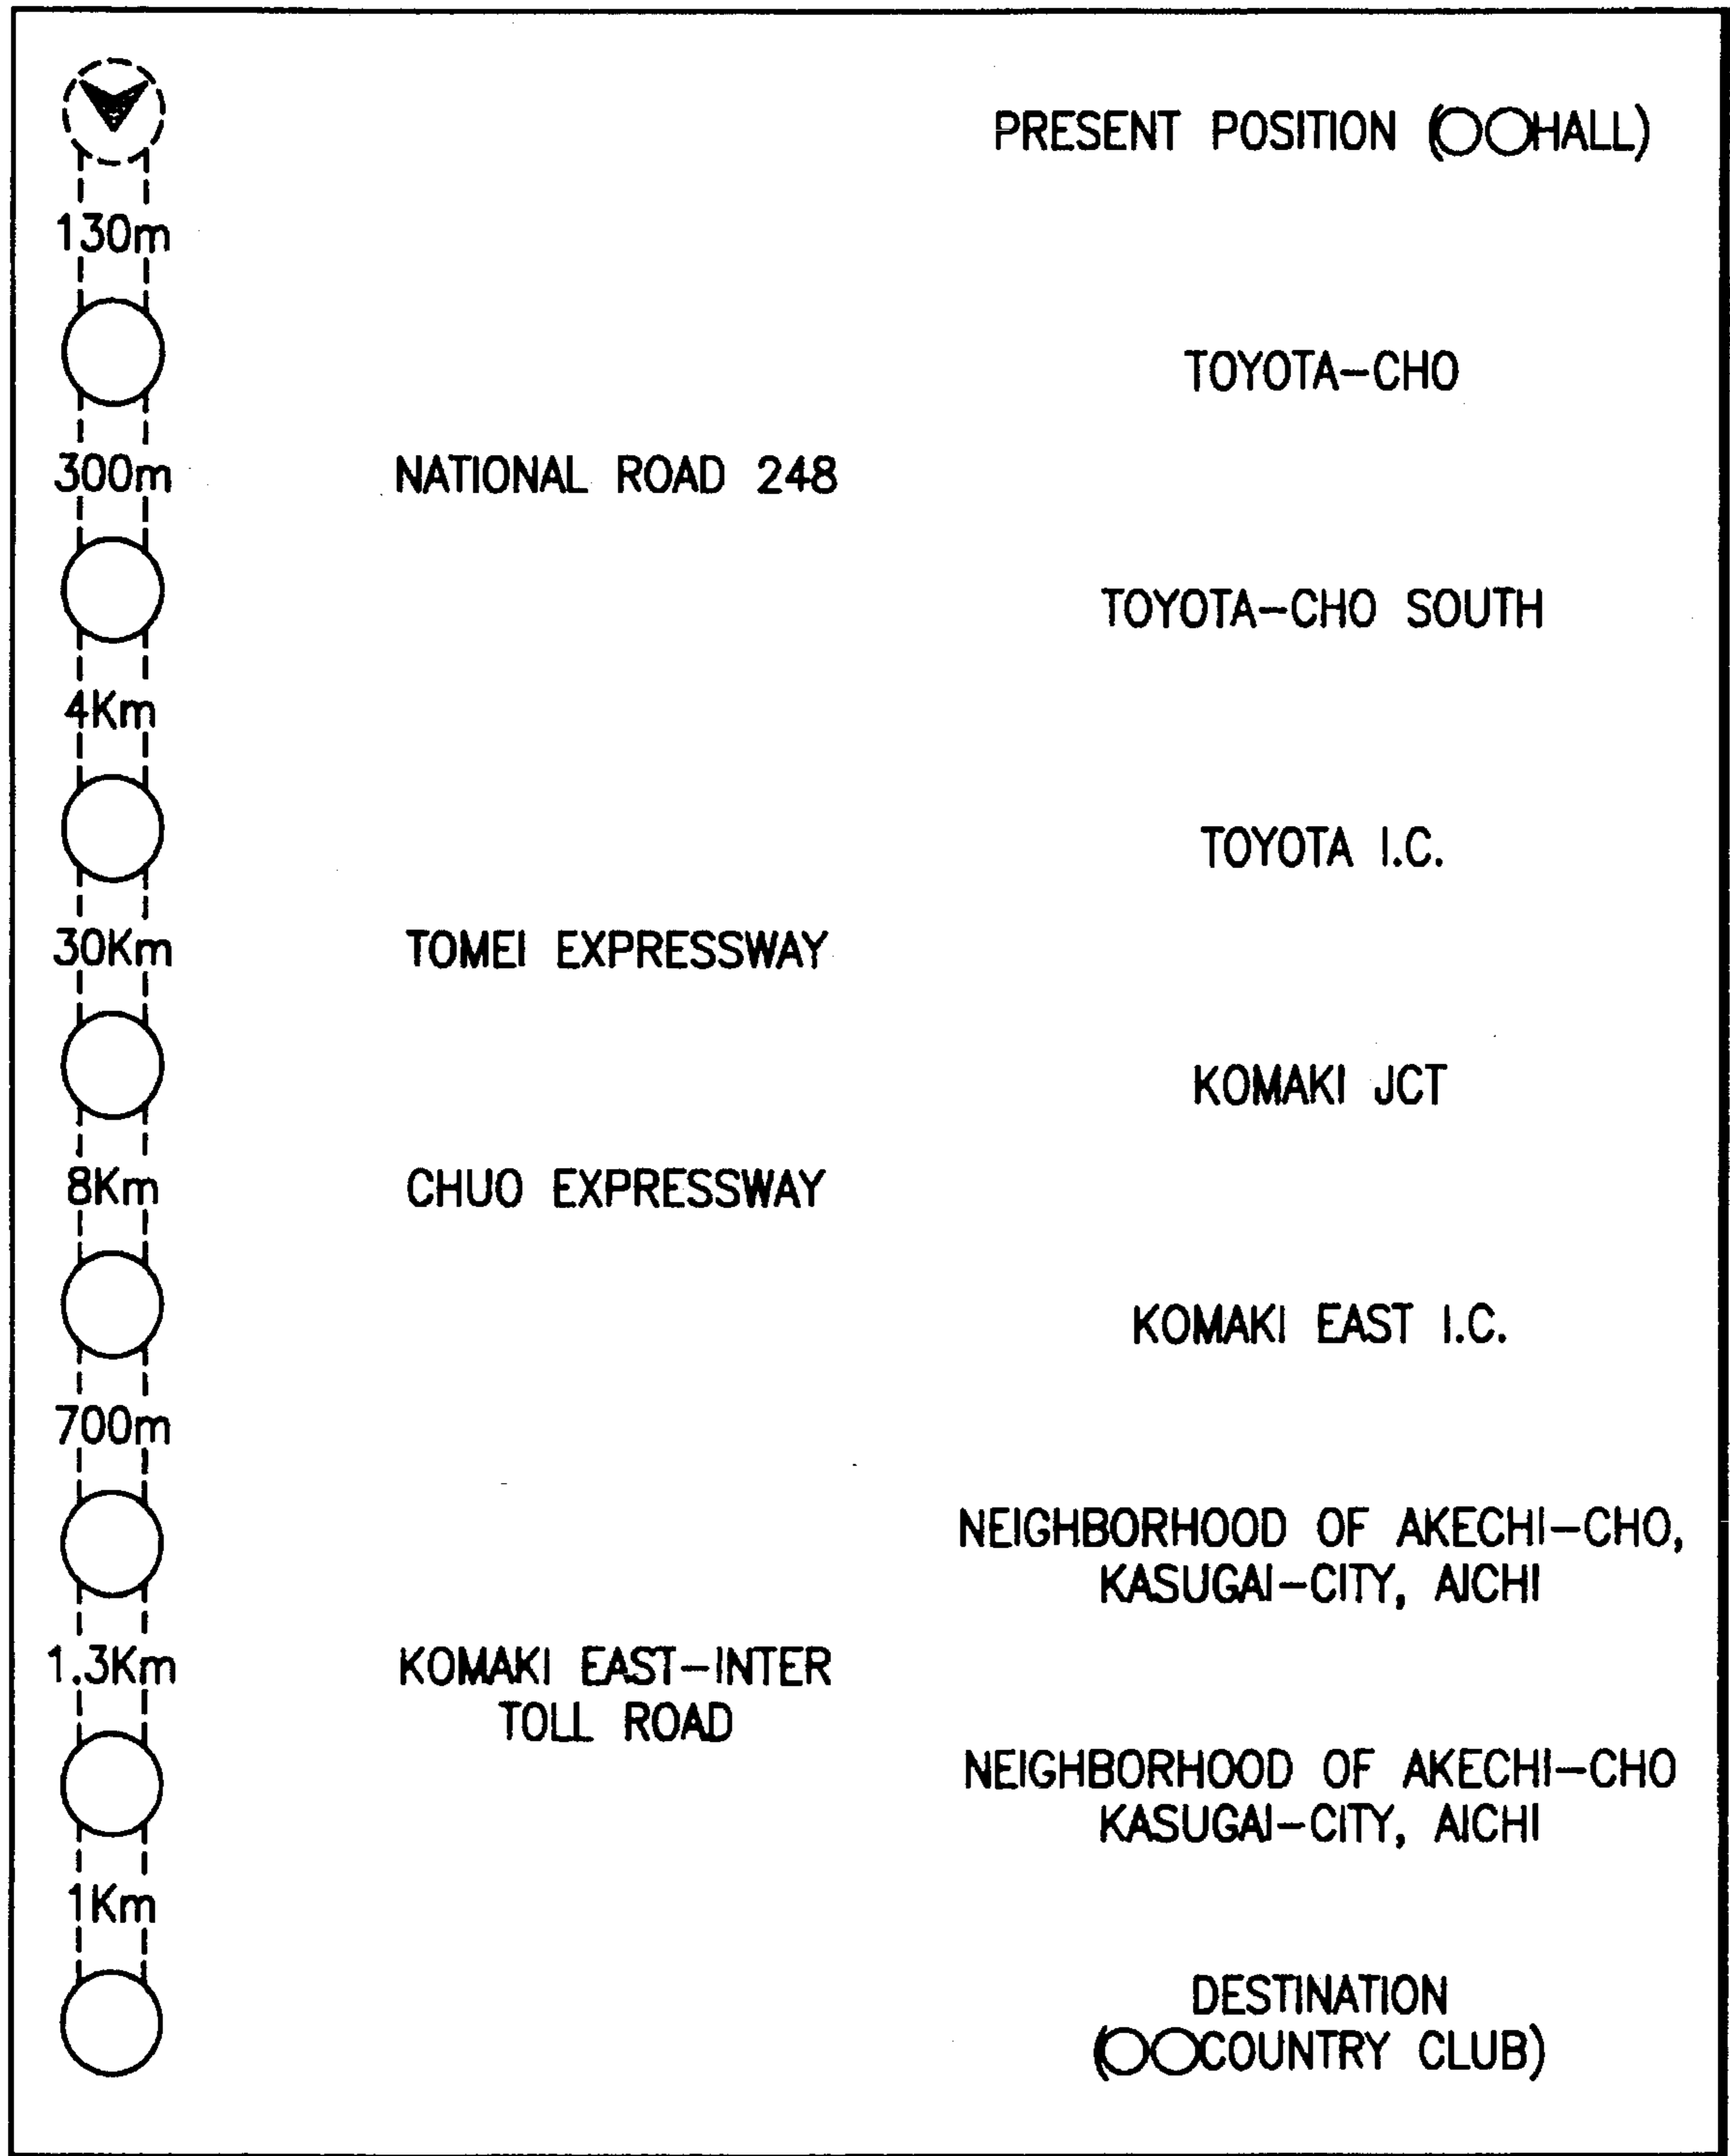 PRESENT POSITION (○○HALL)
130m
TOYOTA-CHO
300m NATIONAL ROAD 248
TOYOTA-CHO SOUTH
4Km
TOYOTA I.C.
30Km TOMEI EXPRESSWAY
KOMAKI JCT
8Km CHUO EXPRESSWAY
KOMAKI EAST I.C.
700m
NEIGHBORHOOD OF AKECHI-CHO,
KASUGAI-CITY, AICHI
1.3Km KOMAKI EAST-INTER
TOLL ROAD
NEIGHBORHOOD OF AKECHI-CHO
KASUGAI-CITY, AICHI
1Km
DESTINATION
(○○COUNTRY CLUB)